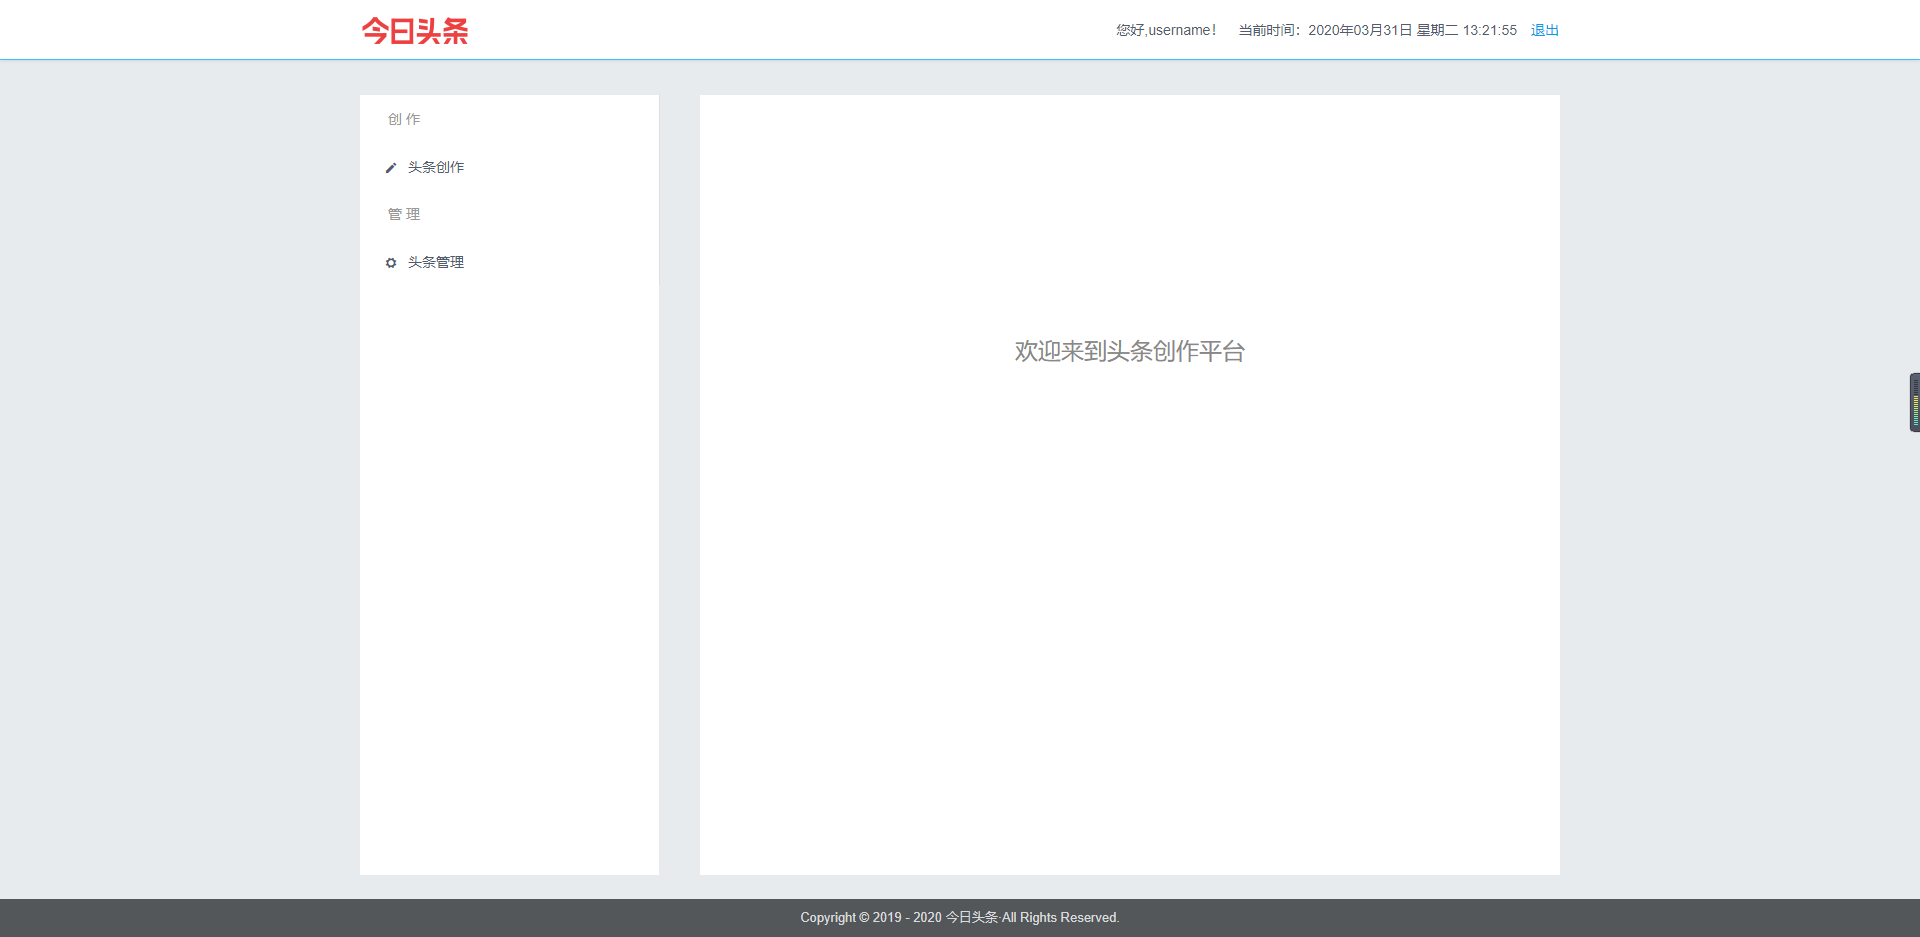 今日头条
您好,username! 当前时间：2020年03月31日 星期二 13:21:55 退出
创 作
头条创作
管 理
头条管理
欢迎来到头条创作平台
Copyright © 2019 - 2020 今日头条·All Rights Reserved.